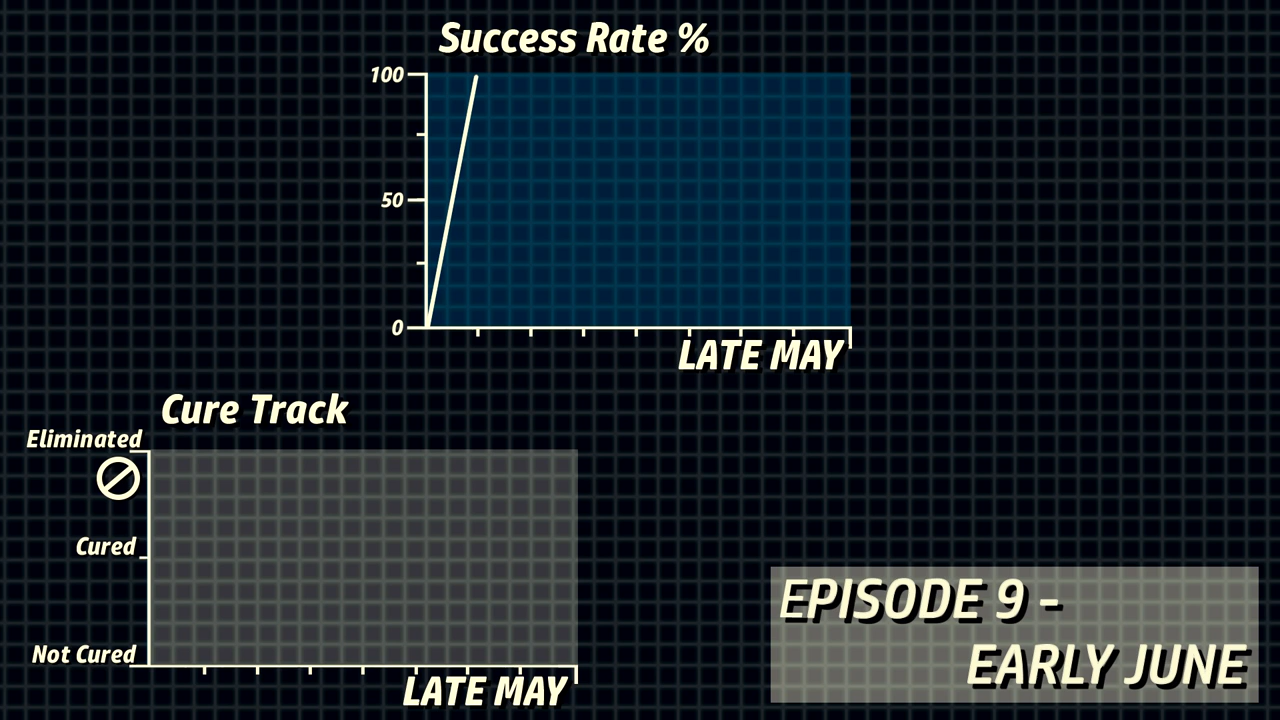 Success Rate %
100
50
0
LATE MAY
Cure Track
Eliminated
Cured
Not Cured
LATE MAY
EPISODE 9 -
EARLY JUNE